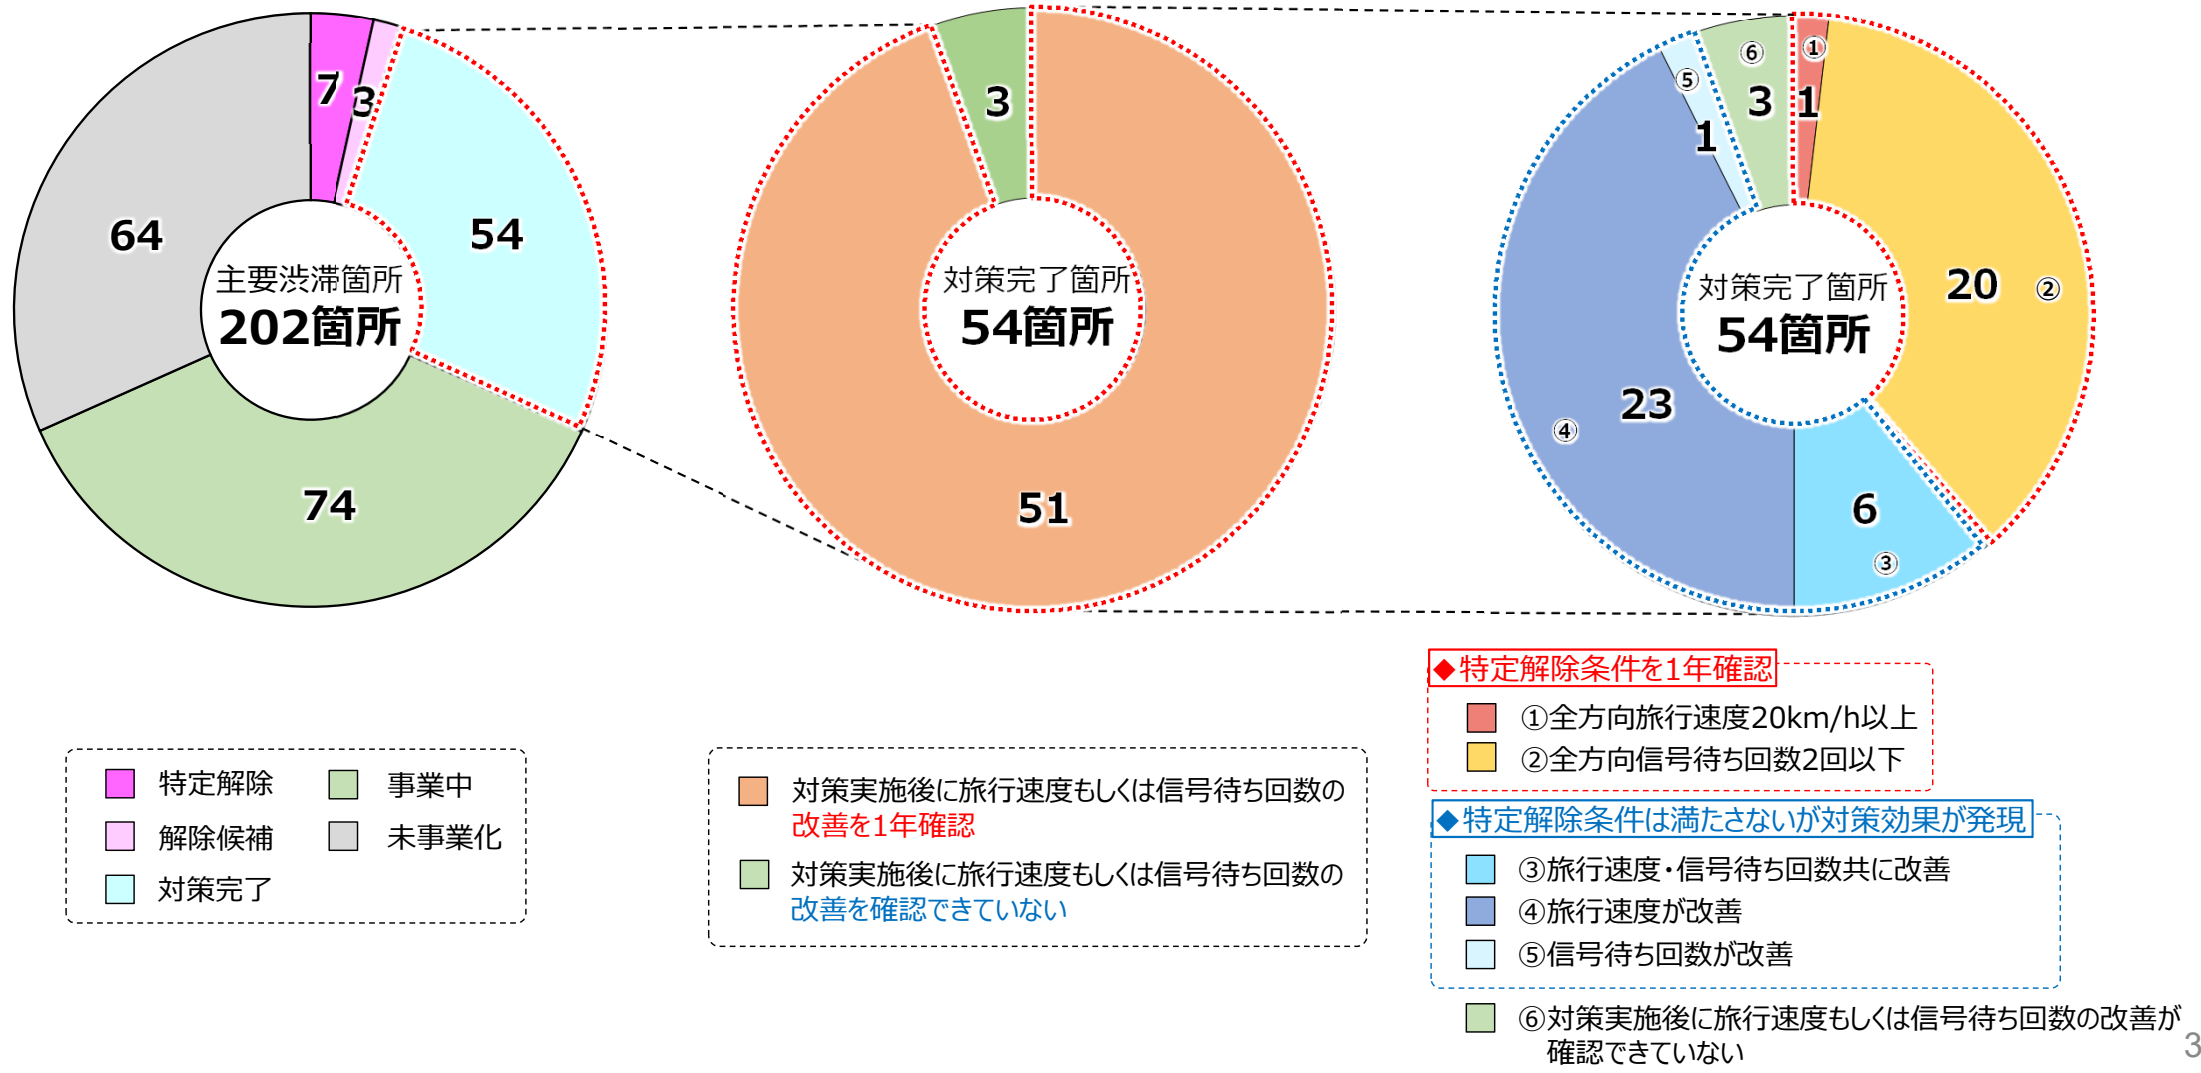 7
3
54
74
64
主要渋滞箇所
202箇所
3
51
対策完了箇所
54箇所
①
1
20
②
6
③
23
④
⑤
1
⑥
3
対策完了箇所
54箇所
特定解除
解除候補
対策完了
事業中
未事業化
対策実施後に旅行速度もしくは信号待ち回数の
改善を1年確認
対策実施後に旅行速度もしくは信号待ち回数の
改善を確認できていない
◆特定解除条件を1年確認
①全方向旅行速度20km/h以上
②全方向信号待ち回数2回以下
◆特定解除条件は満たさないが対策効果が発現
③旅行速度・信号待ち回数共に改善
④旅行速度が改善
⑤信号待ち回数が改善
⑥対策実施後に旅行速度もしくは信号待ち回数の改善が
確認できていない
3